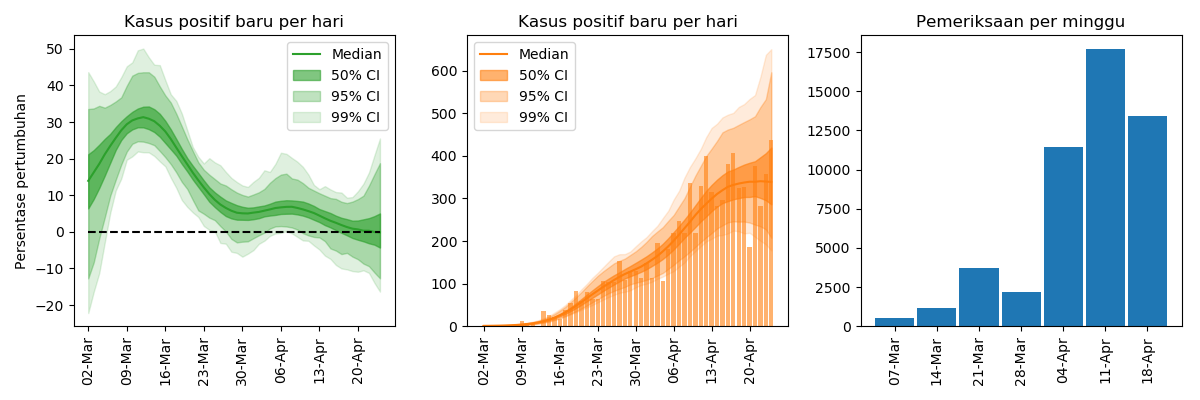 Kasus positif baru per hari
Persentase pertumbuhan
50
40
30
20
10
0
−10
−20
Median
50% CI
95% CI
99% CI
02-Mar
09-Mar
16-Mar
23-Mar
30-Mar
06-Apr
13-Apr
20-Apr
Kasus positif baru per hari
600
500
400
300
200
100
0
Median
50% CI
95% CI
99% CI
02-Mar
09-Mar
16-Mar
23-Mar
30-Mar
06-Apr
13-Apr
20-Apr
Pemeriksaan per minggu
17500
15000
12500
10000
7500
5000
2500
0
07-Mar
14-Mar
21-Mar
28-Mar
04-Apr
11-Apr
18-Apr